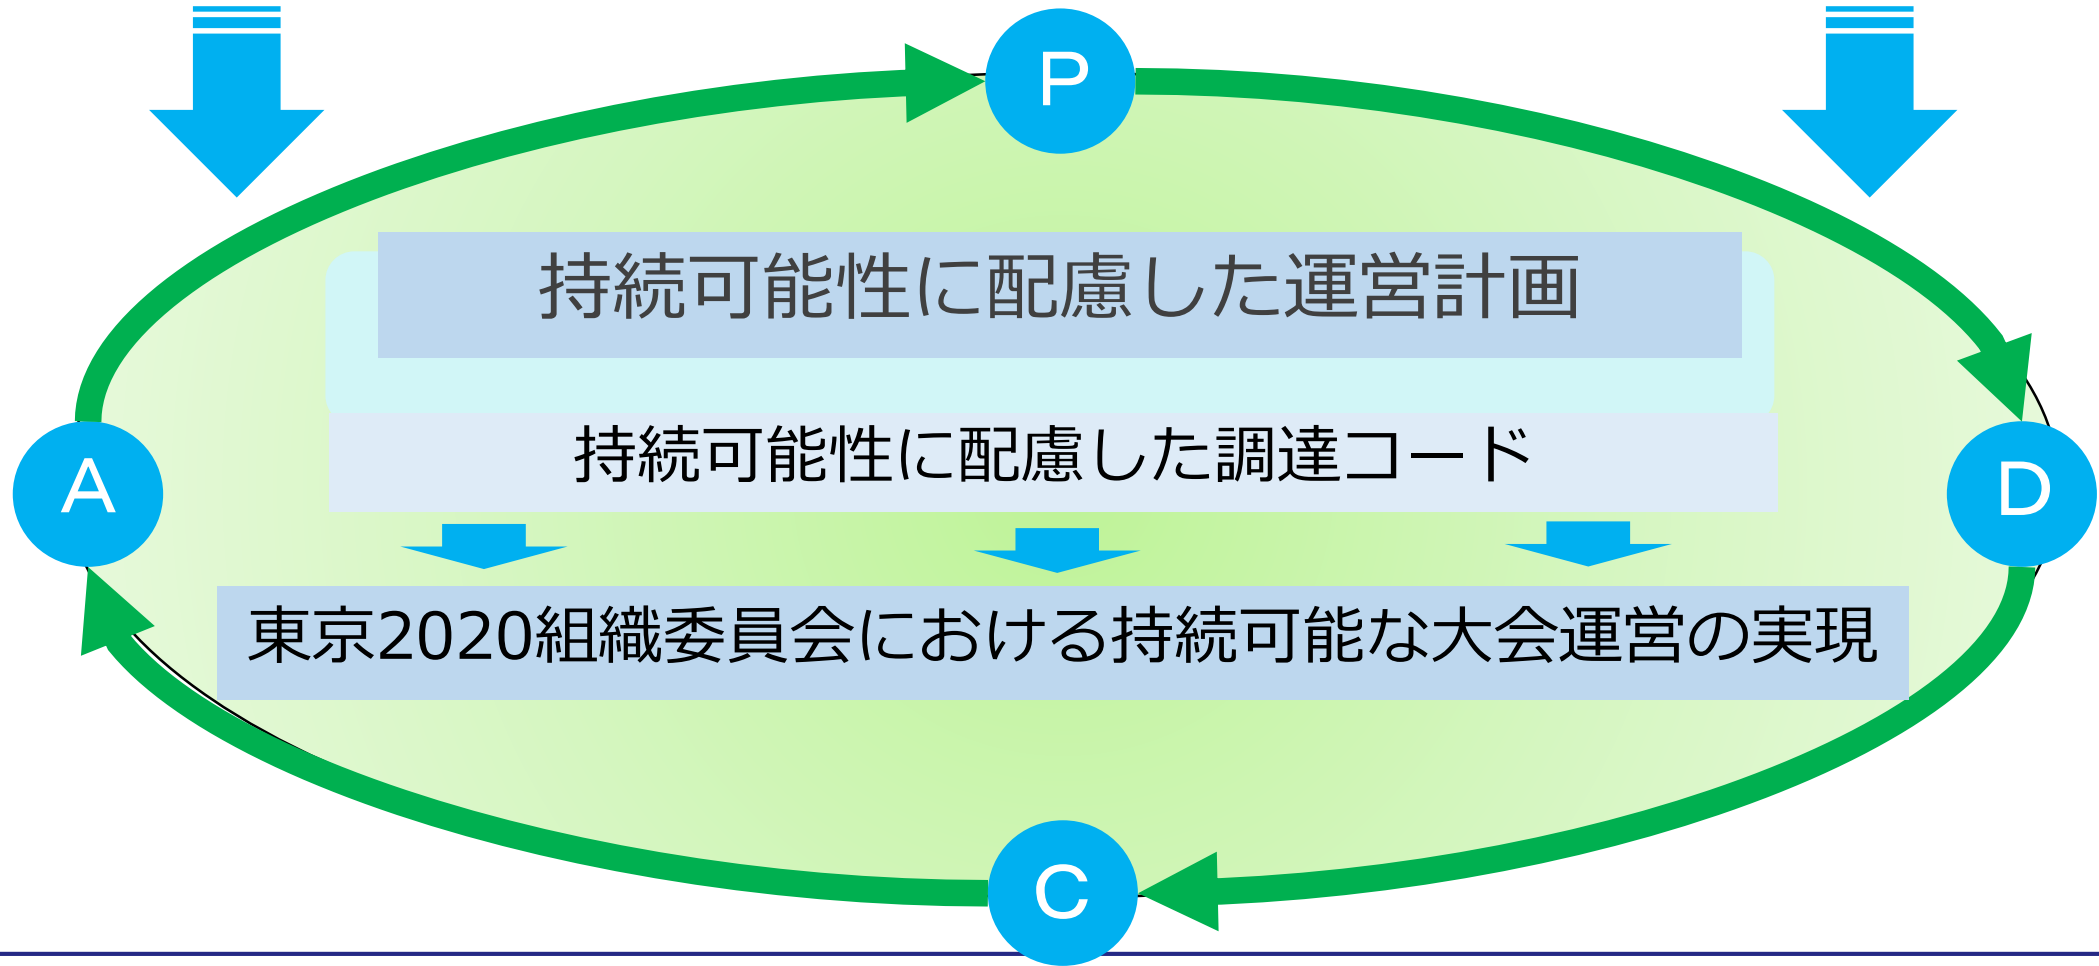 P
持続可能性に配慮した運営計画
持続可能性に配慮した調達コード
A
D
東京2020組織委員会における持続可能な大会運営の実現
C